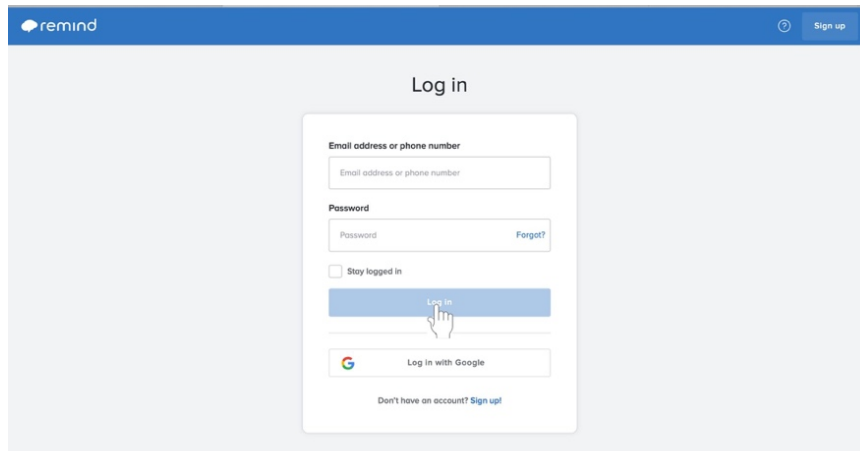 remind
Sign up
Log in
Email address or phone number
Email address or phone number
Password
Password Forgot?
Stay logged in
Log in
Log in with Google
Don't have an account? Sign up!